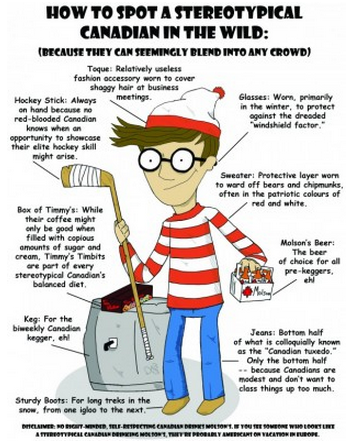 HOW TO SPOT A STEREOTYPICAL
CANADIAN IN THE WILD:
(BECAUSE THEY CAN SEEMINGLY BLEND INTO ANY CROWD)
Toque: Relatively useless
fashion accessory worn to cover
shaggy hair at business
meetings.
Hockey Stick: Always
on hand because no
red-blooded Canadian
knows when an
opportunity to showcase
their elite hockey skill
might arise.
Glasses: Worn, primarily
in the winter, to protect
against the dreaded
"windshield factor."
Sweater: Protective layer worn
to ward off bears and chipmunks,
often in the patriotic colours of
red and white.
Box of Timmy's: While
their coffee might
only be good when
filled with copious
amounts of sugar and
cream, Timmy's Timbits
are part of every
stereotypical Canadian's
balanced diet.
Molson's Beer:
The beer
of choice for all
pre-keggers,
eh!
Molson
Keg: For the
biweekly Canadian
kegger, eh!
Jeans: Bottom half
of what is colloquially known
as the "Canadian tuxedo."
Only the bottom half
-- because Canadians are
modest and don't want to
class things up too much.
Sturdy Boots: For long treks in the
snow, from one igloo to the next.
DISCLAIMER: NO RIGHT-MINDED, SELF-RESPECTING CANADIAN DRINKS MOLSON'S. IF YOU SEE SOMEONE WHO LOOKS LIKE
A STEREOTYPICAL CANADIAN DRINKING MOLSON'S, THEY'RE PROBABLY AMERICANS ON VACATION IN EUROPE.